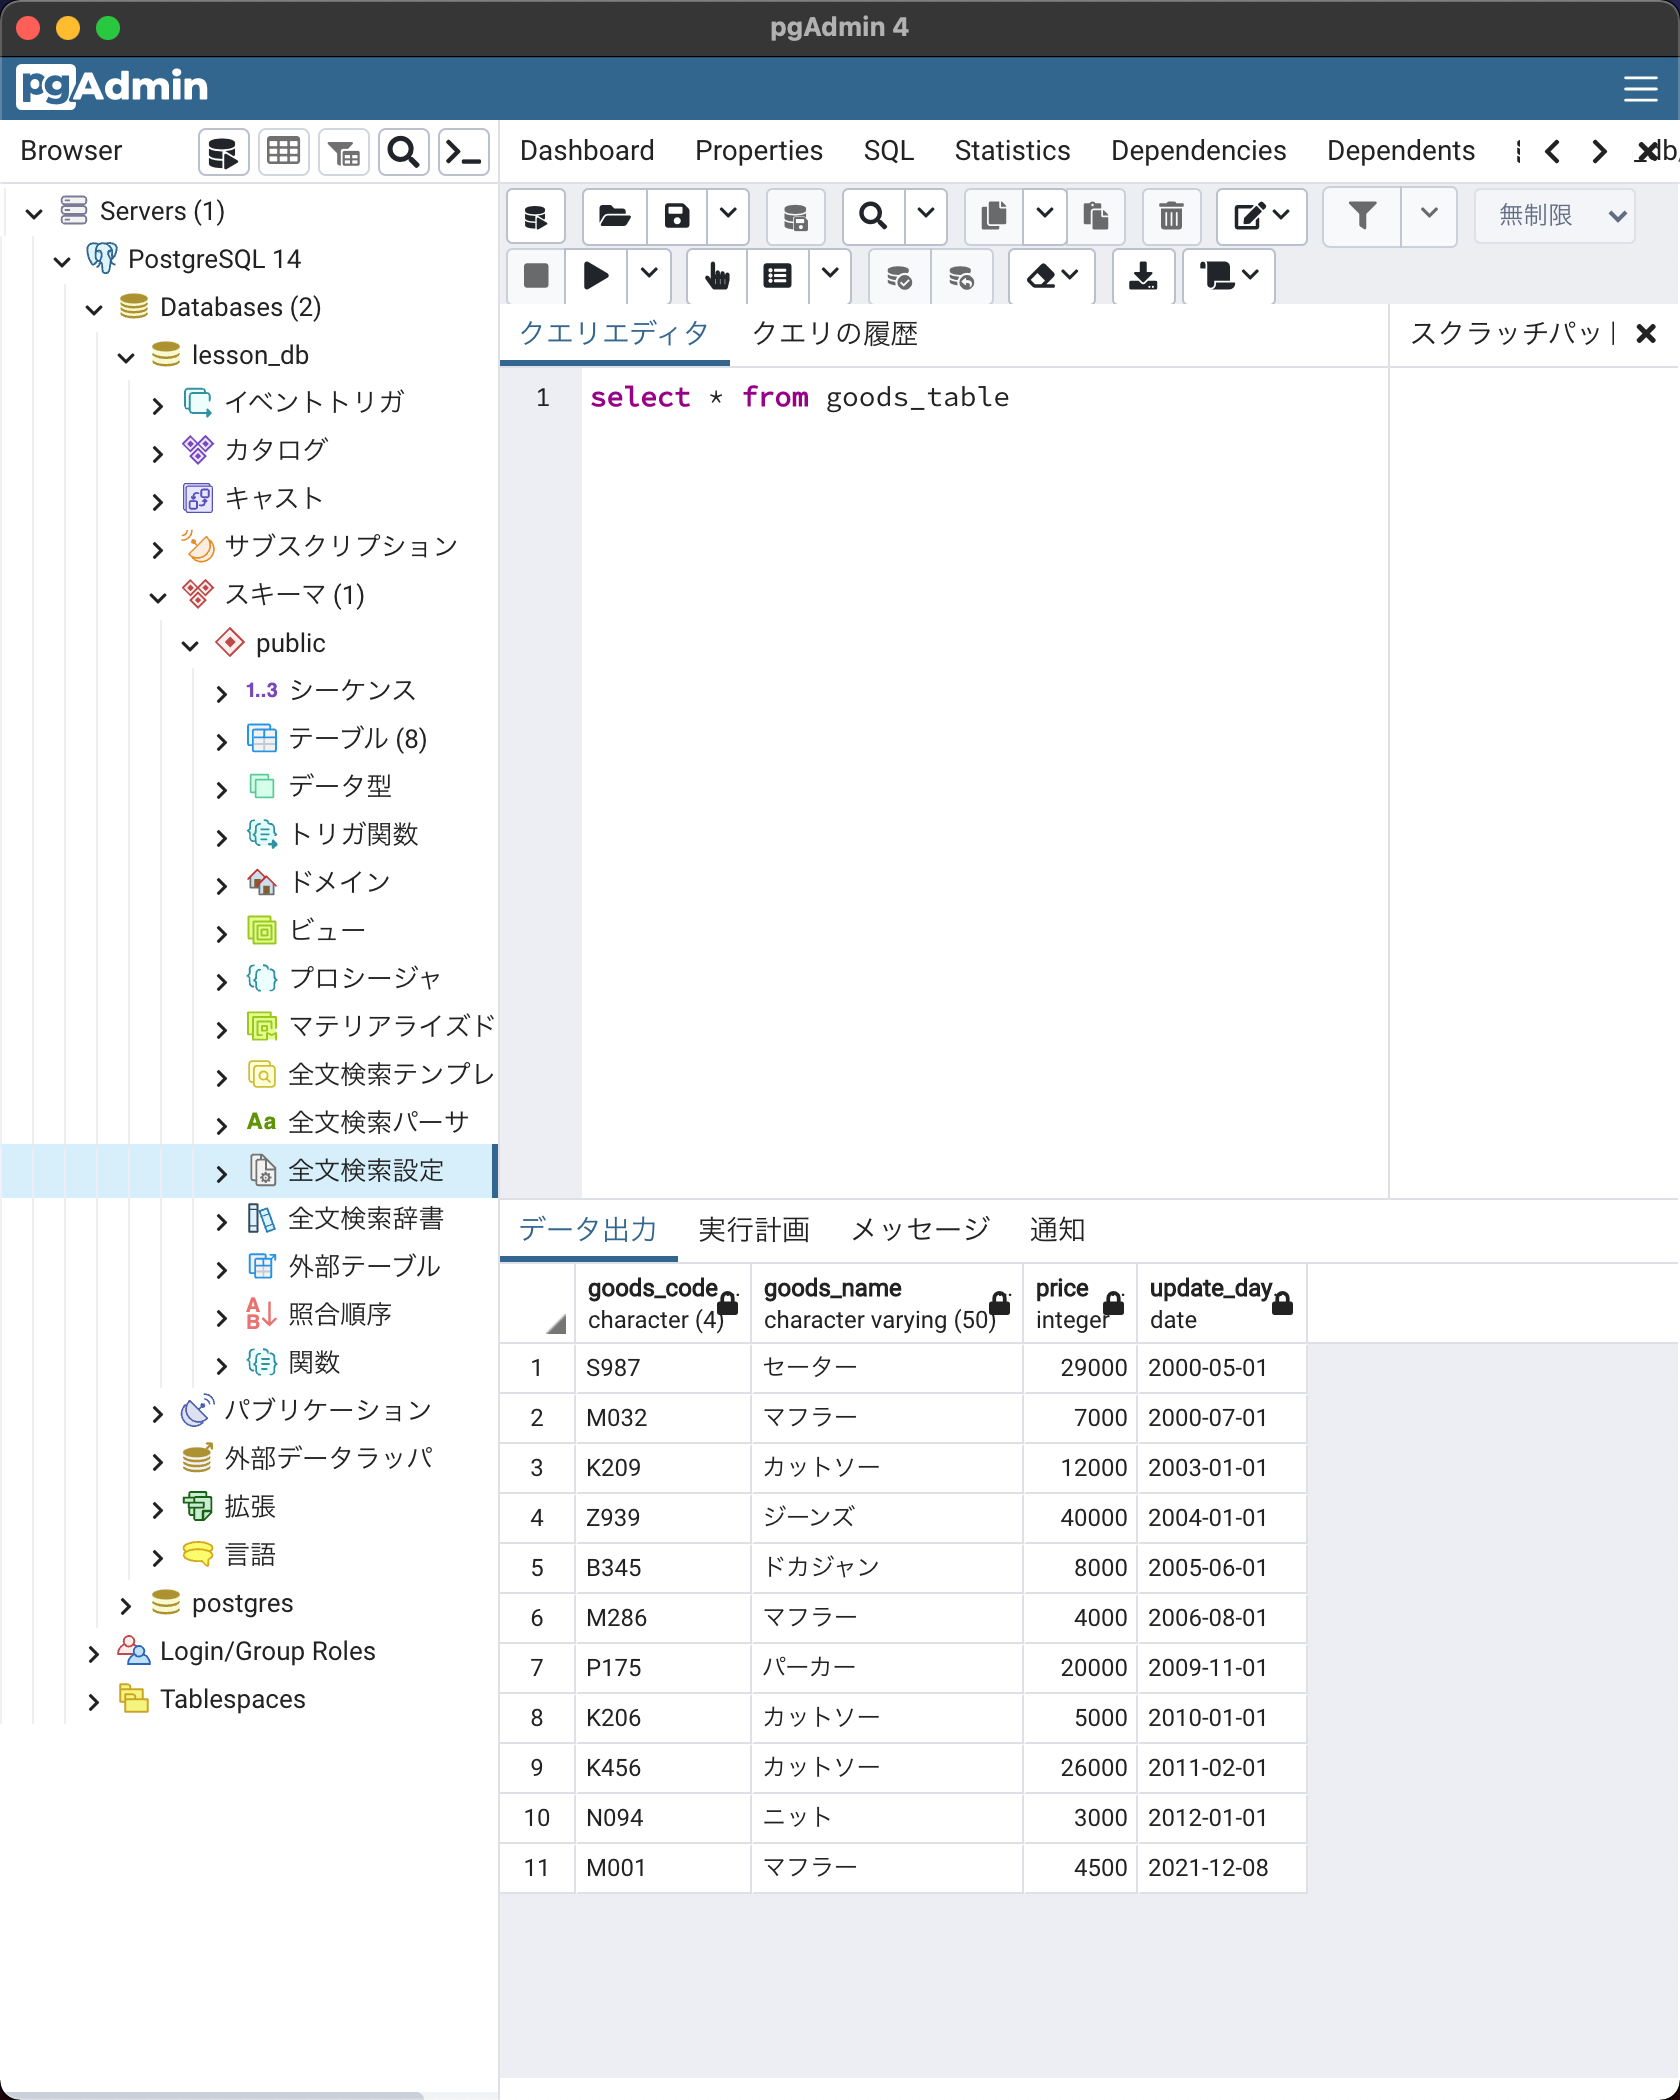 pgAdmin 4
pgAdmin
Browser
Dashboard Properties SQL Statistics Dependencies Dependents
Servers (1)
PostgreSQL 14
Databases (2)
lesson_db
イベントトリガ
カタログ
キャスト
サブスクリプション
スキーマ (1)
public
1..3 シーケンス
テーブル (8)
データ型
トリガ関数
ドメイン
ビュー
プロシージャ
マテリアライズド
全文検索テンプレ
Aa 全文検索パーサ
全文検索設定
全文検索辞書
外部テーブル
照合順序
関数
パブリケーション
外部データラッパ
拡張
言語
postgres
Login/Group Roles
Tablespaces
無制限
クエリエディタ クエリの履歴 スクラッチパッ
1 select * from goods_table
データ出力 実行計画 メッセージ 通知
goods_code goods_name price update_day
character (4) character varying (50) integer date
1 S987 セーター 29000 2000-05-01
2 M032 マフラー 7000 2000-07-01
3 K209 カットソー 12000 2003-01-01
4 Z939 ジーンズ 40000 2004-01-01
5 B345 ドカジャン 8000 2005-06-01
6 M286 マフラー 4000 2006-08-01
7 P175 パーカー 20000 2009-11-01
8 K206 カットソー 5000 2010-01-01
9 K456 カットソー 26000 2011-02-01
10 N094 ニット 3000 2012-01-01
11 M001 マフラー 4500 2021-12-08